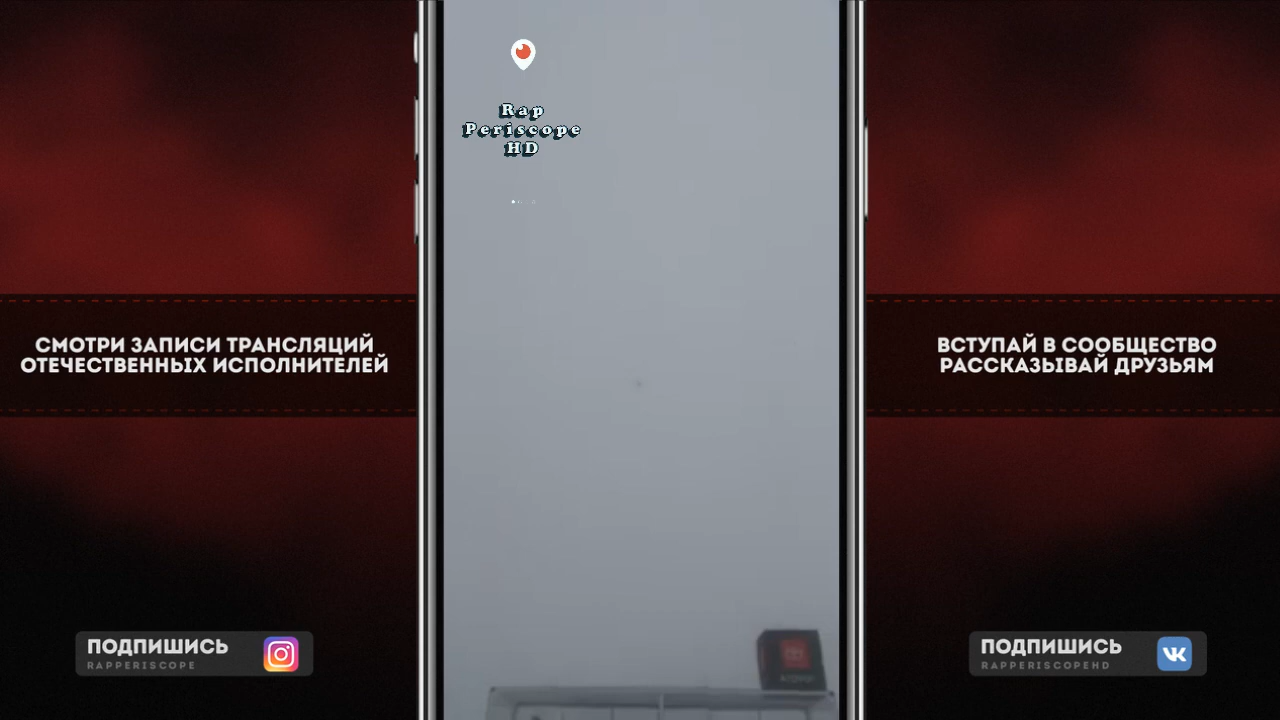 Rap
Periscope
HD
СМОТРИ ЗАПИСИ ТРАНСЛЯЦИЙ
ОТЕЧЕСТВЕННЫХ ИСПОЛНИТЕЛЕЙ
ВСТУПАЙ В СООБЩЕСТВО
РАССКАЗЫВАЙ ДРУЗЬЯМ
ПОДПИШИСЬ
RAPPERISCOPE
ПОДПИШИСЬ
RAPPERISCOPEHD